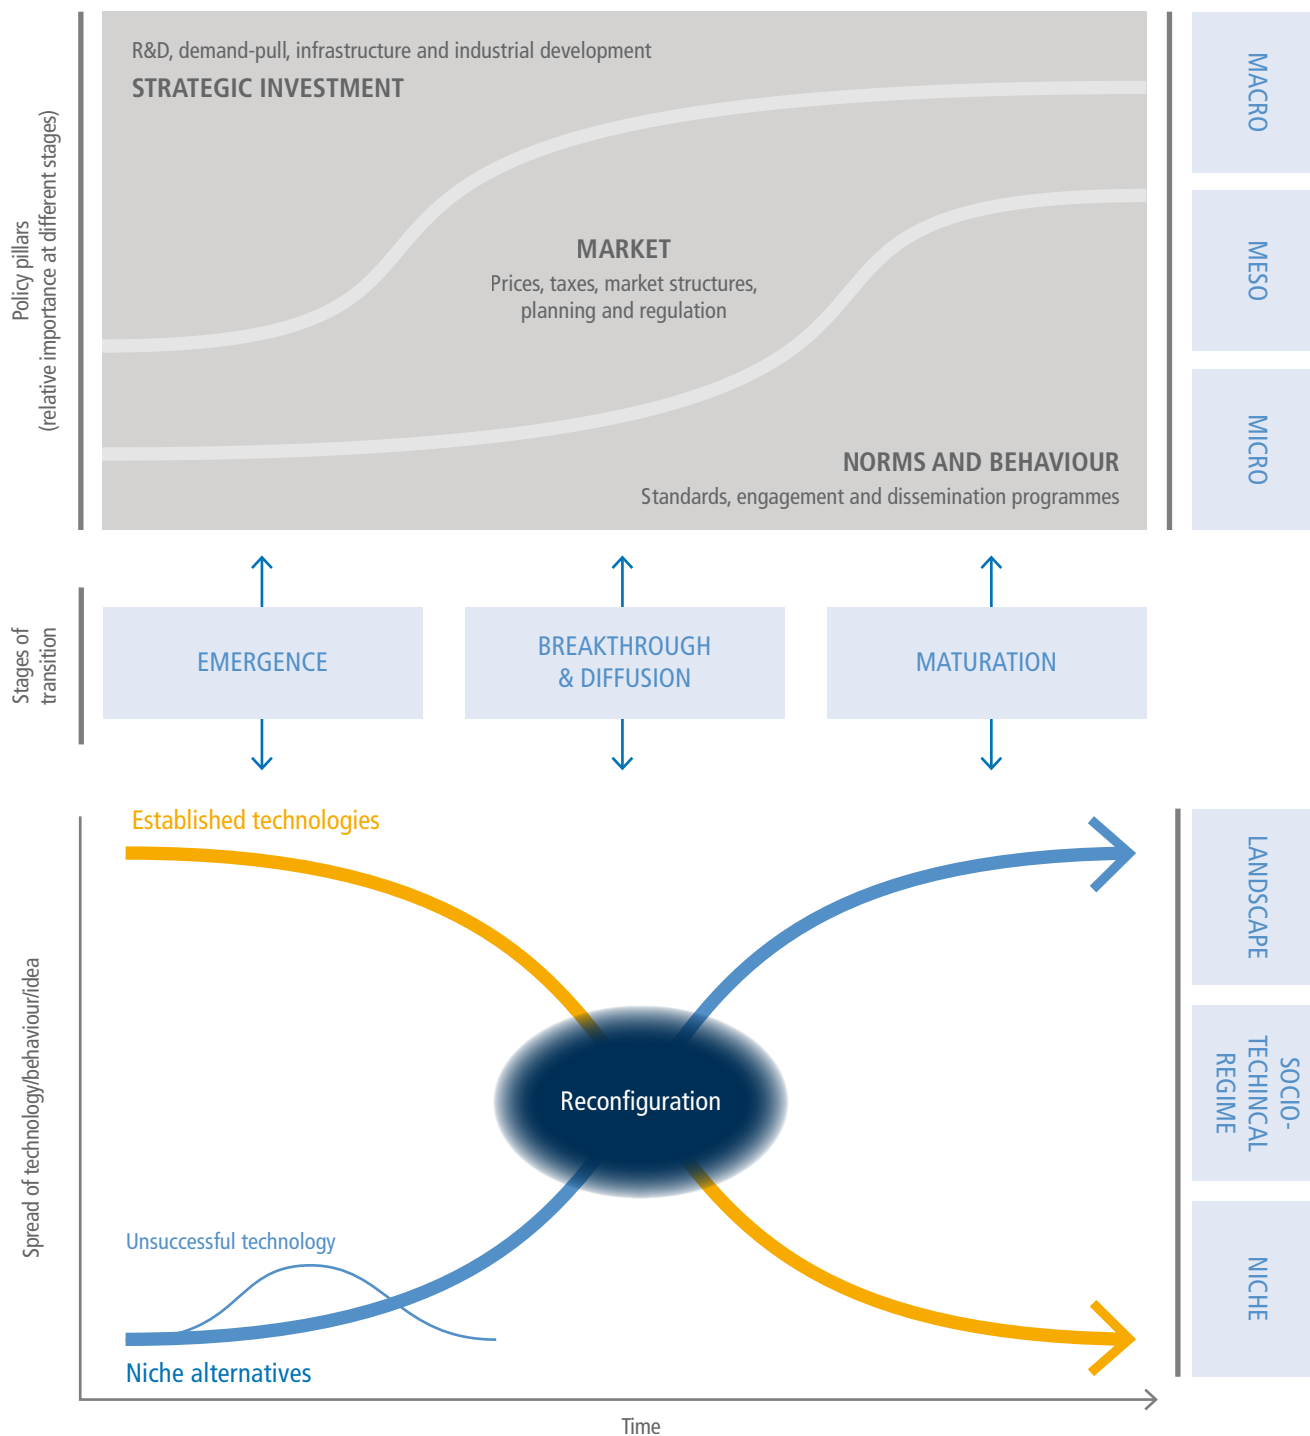 Policy pillars
(relative importance at different stages)
R&D, demand-pull, infrastructure and industrial development
STRATEGIC INVESTMENT
MARKET
Prices, taxes, market structures,
planning and regulation
NORMS AND BEHAVIOUR
Standards, engagement and dissemination programmes
MACRO
MESO
MICRO
Stages of
transition
EMERGENCE
BREAKTHROUGH
& DIFFUSION
MATURATION
Spread of technology/behaviour/idea
Established technologies
Reconfiguration
Unsuccessful technology
Niche alternatives
Time
LANDSCAPE
SOCIO-
TECHINCAL
REGIME
NICHE